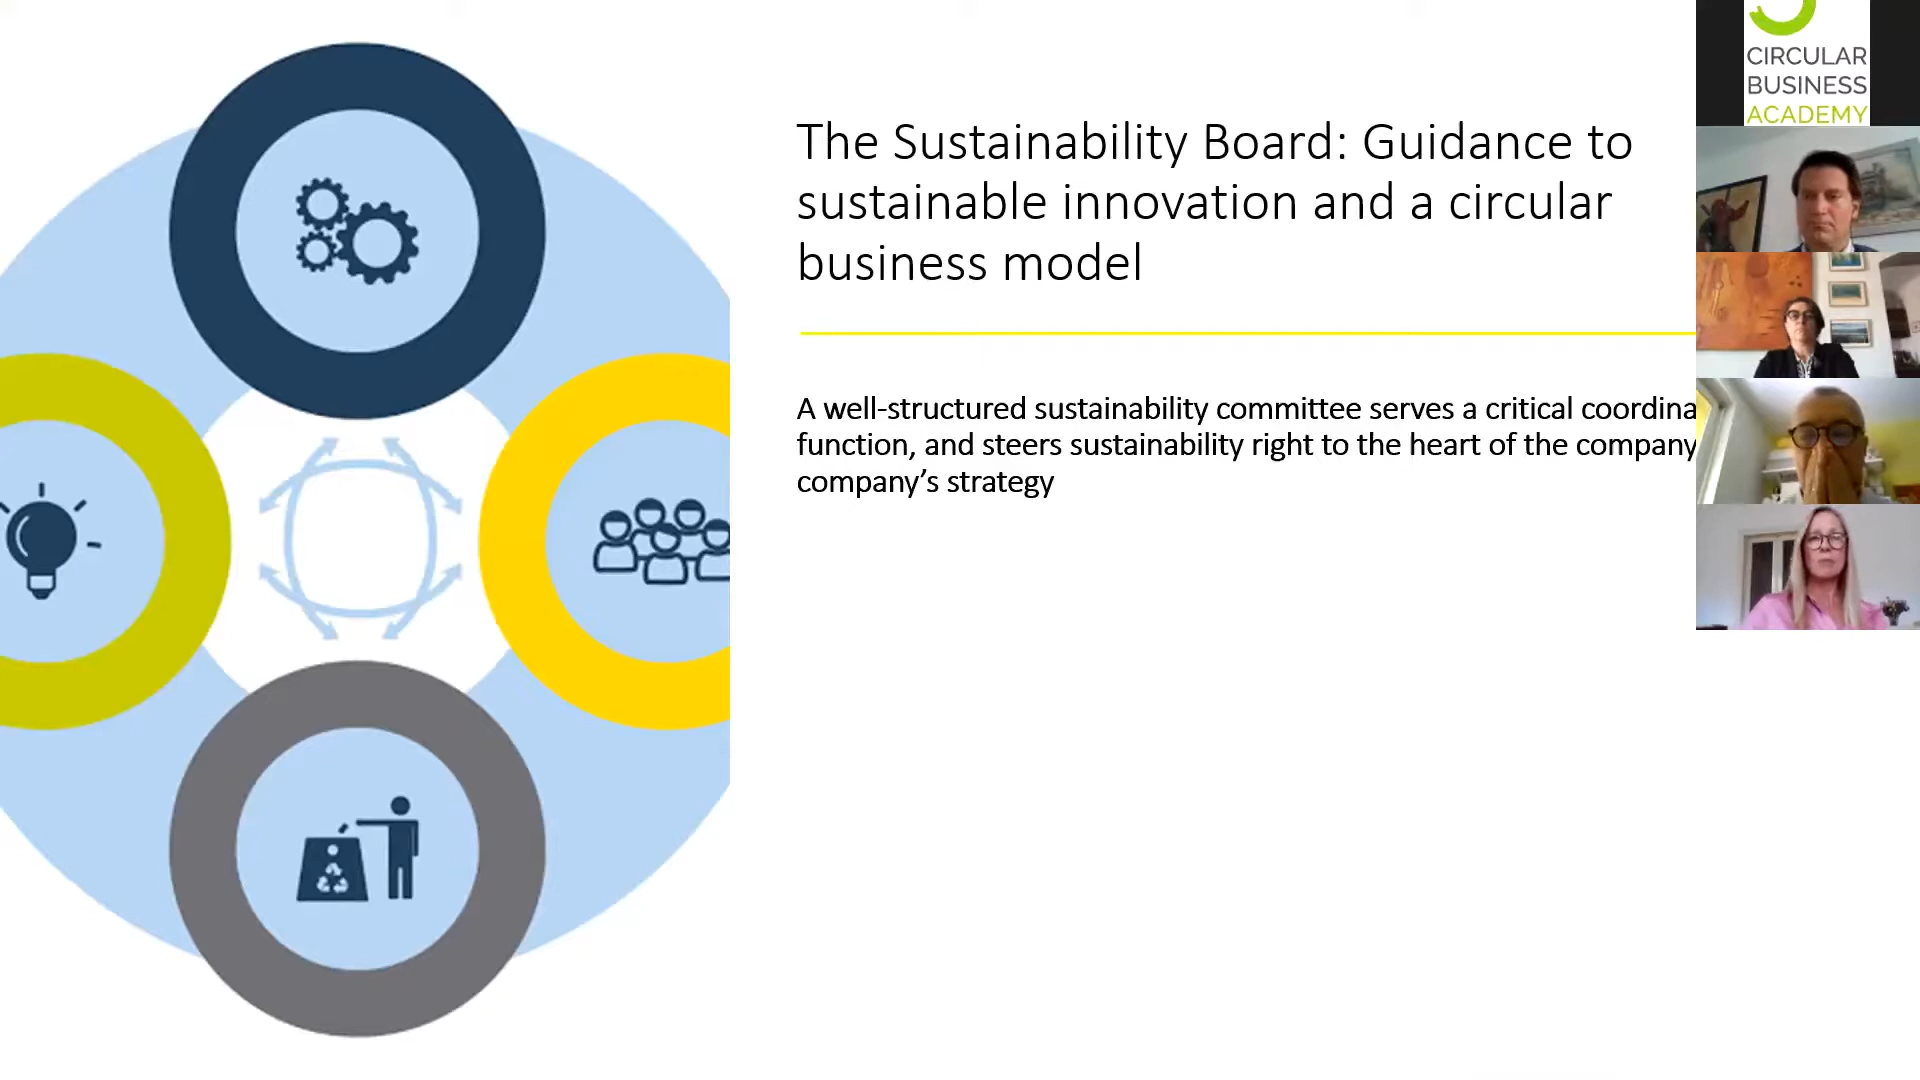 The Sustainability Board: Guidance to
sustainable innovation and a circular
business model
A well-structured sustainability committee serves a critical coordina
function, and steers sustainability right to the heart of the company
company's strategy
CIRCULAR
BUSINESS
ACADEMY